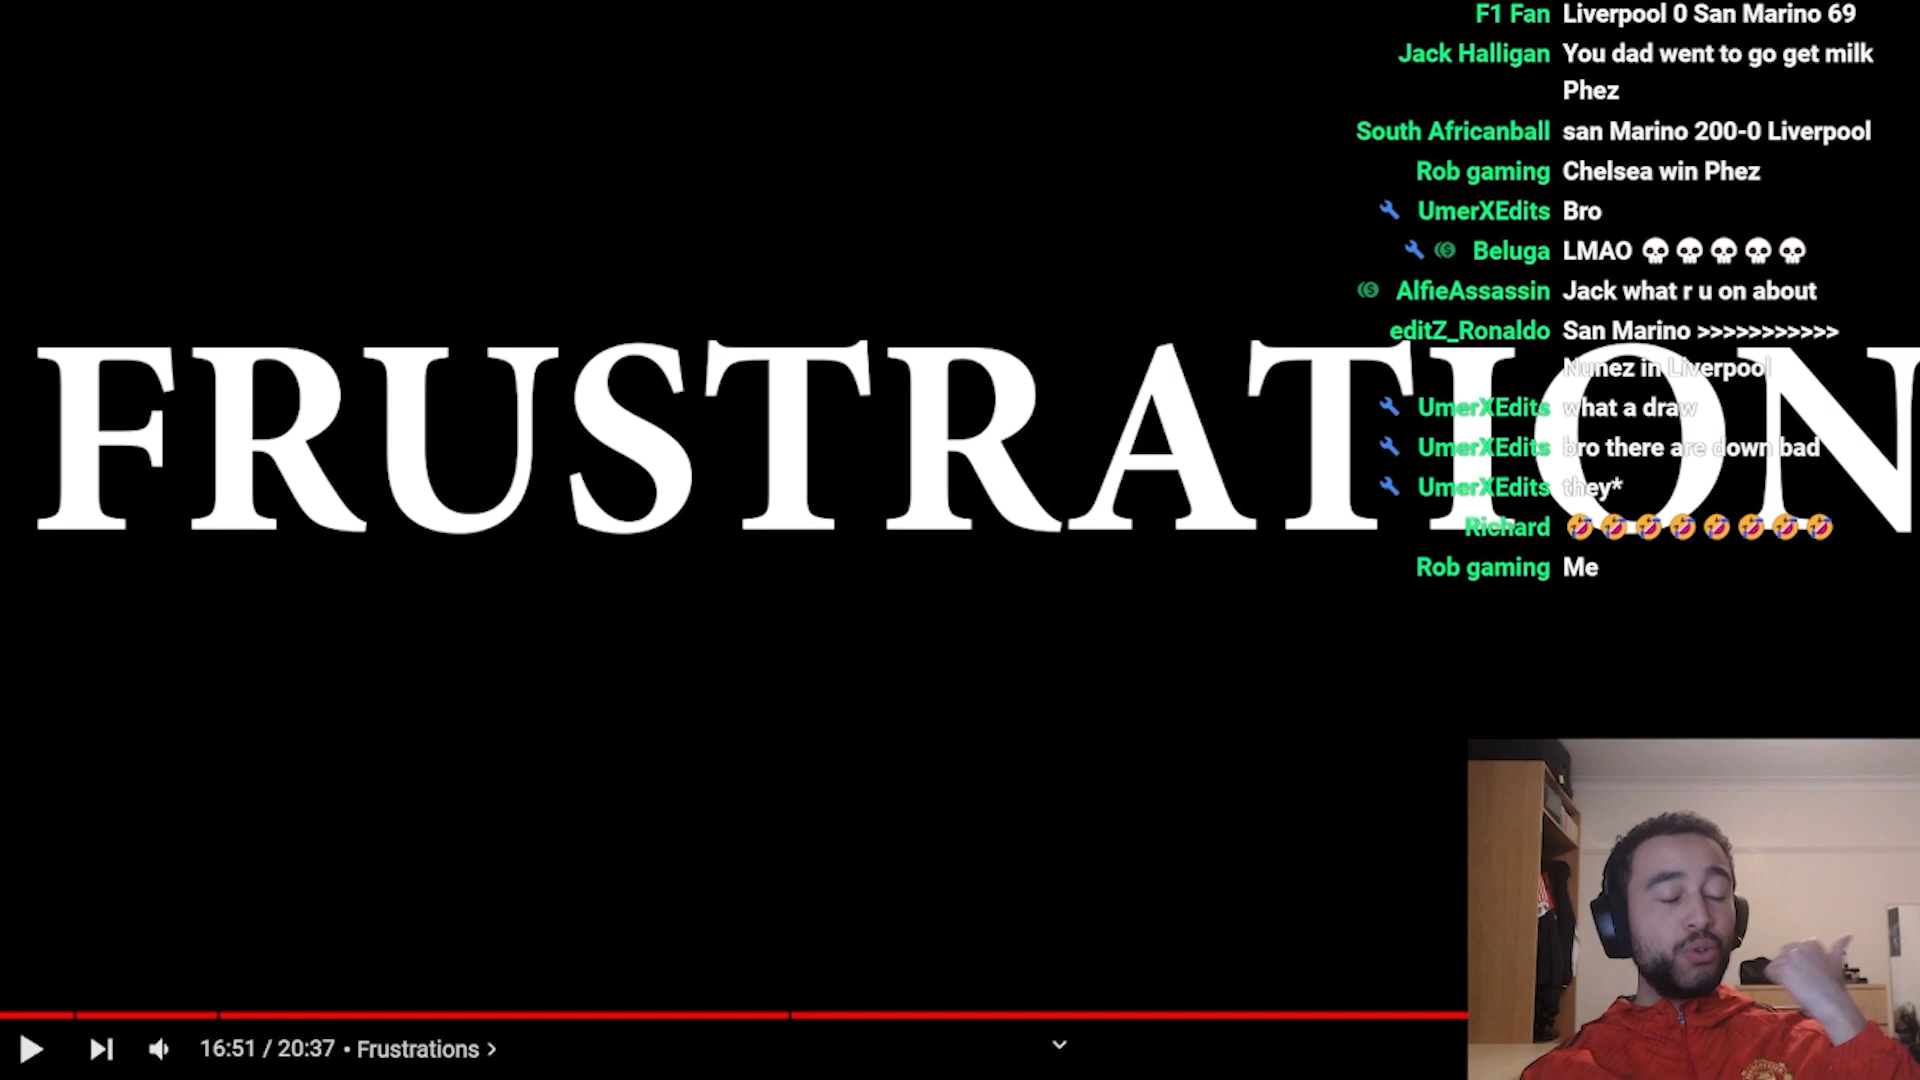 F1 Fan Liverpool 0 San Marino 69
Jack Halligan You dad went to go get milk
Phez
South Africanball san Marino 200-0 Liverpool
Rob gaming Chelsea win Phez
UmerXEdits Bro
Beluga LMAO 💀💀💀💀💀
AlfieAssassin Jack what r u on about
editZ_Ronaldo San Marino >>>>>>>>>>>
Nunez in Liverpool
UmerXEdits what a draw
UmerXEdits bro there are down bad
UmerXEdits they*
Richard 🤣🤣🤣🤣🤣🤣🤣🤣
Rob gaming Me
FRUSTRATION
16:51 / 20:37 • Frustrations >